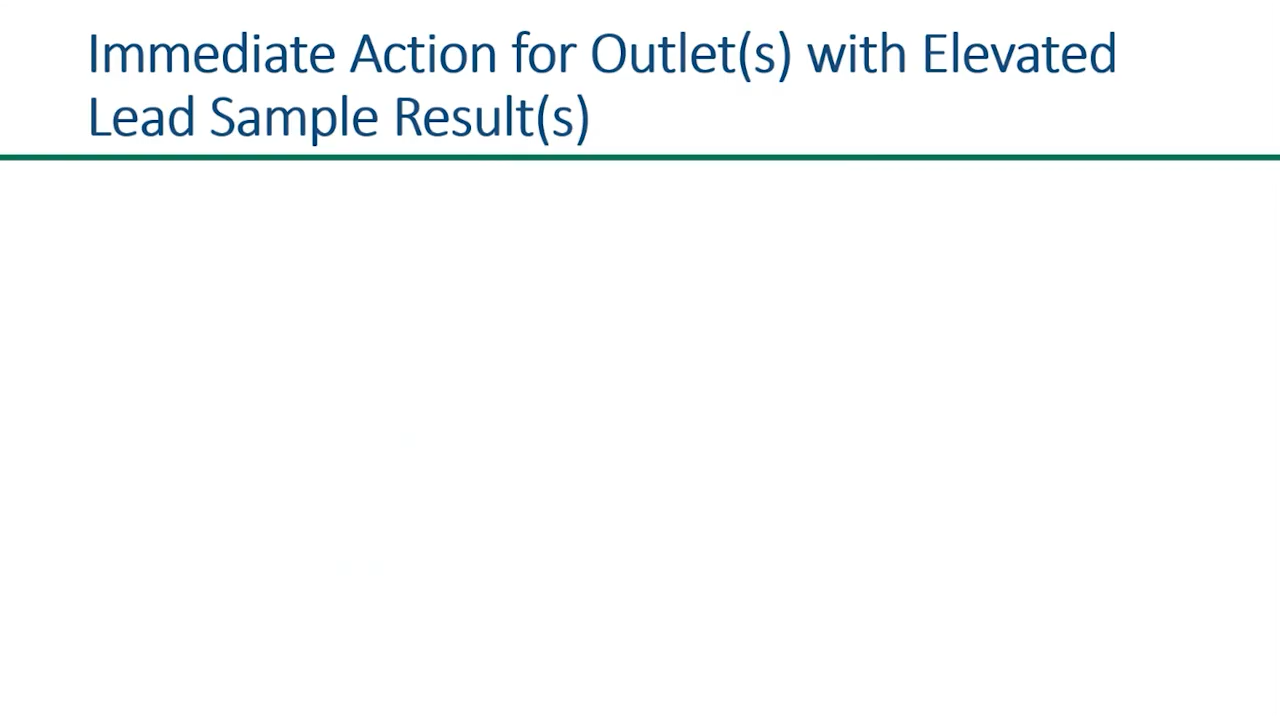 Immediate Action for Outlet(s) with Elevated
Lead Sample Result(s)